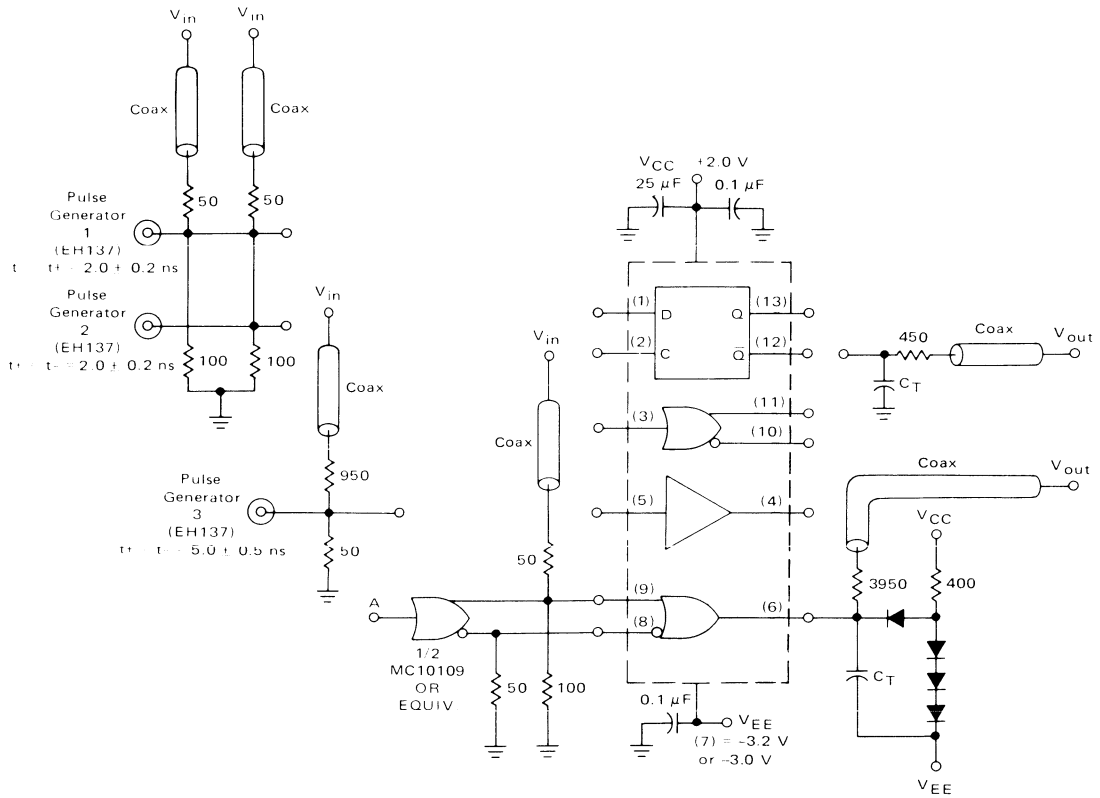 Vin
Vin
Coax
Coax
50
50
Pulse
Generator
1
(EH137)
2.0 ± 0.2 ns
Pulse
Generator
2
(EH137)
2.0 ± 0.2 ns
100
100
Vin
Coax
950
Pulse
Generator
3
(EH137)
5.0 ± 0.5 ns
50
A
1/2
MC10109
OR
EQUIV
Vin
Coax
50
50
100
VCC +2.0 V
25 µF
0.1 µF
(1)
D
Q
(13)
(2)
C
Q̅
(12)
(3)
(11)
(10)
(5)
(4)
(9)
(8)
(6)
0.1 µF
VEE
(7) = -3.2 V
or -3.0 V
450
Coax
Vout
CT
Coax
Vout
VCC
3950
400
CT
VEE